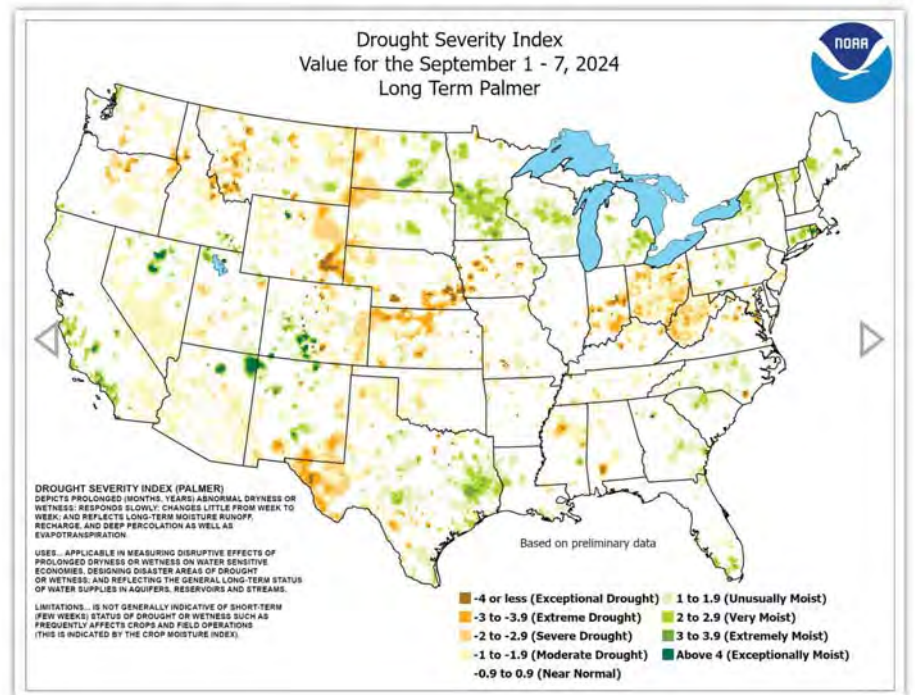 Drought Severity Index
Value for the September 1 - 7, 2024
Long Term Palmer
NOAA
DROUGHT SEVERITY INDEX (PALMER)
DEPICTS PROLONGED (MONTHS, YEARS) ABNORMAL DRYNESS OR
WETNESS; RESPONDS SLOWLY; CHANGES LITTLE FROM WEEK TO
WEEK; AND REFLECTS LONG-TERM MOISTURE RUNOFF,
RECHARGE, AND DEEP PERCOLATION AS WELL AS
EVAPOTRANSPIRATION.
USES... APPLICABLE IN MEASURING DISRUPTIVE EFFECTS OF
PROLONGED DRYNESS OR WETNESS ON WATER SENSITIVE
ECONOMIES, DESIGNING DISASTER AREAS OF DROUGHT
OR WETNESS; AND REFLECTING THE GENERAL LONG-TERM STATUS
OF WATER SUPPLIES IN AQUIFERS, RESERVOIRS AND STREAMS.
LIMITATIONS... IS NOT GENERALLY INDICATIVE OF SHORT-TERM
(FEW WEEKS) STATUS OF DROUGHT OR WETNESS SUCH AS
FREQUENTLY AFFECTS CROPS AND FIELD OPERATIONS
(THIS IS INDICATED BY THE CROP MOISTURE INDEX).
Based on preliminary data
-4 or less (Exceptional Drought)
-3 to -3.9 (Extreme Drought)
-2 to -2.9 (Severe Drought)
-1 to -1.9 (Moderate Drought)
-0.9 to 0.9 (Near Normal)
1 to 1.9 (Unusually Moist)
2 to 2.9 (Very Moist)
3 to 3.9 (Extremely Moist)
Above 4 (Exceptionally Moist)